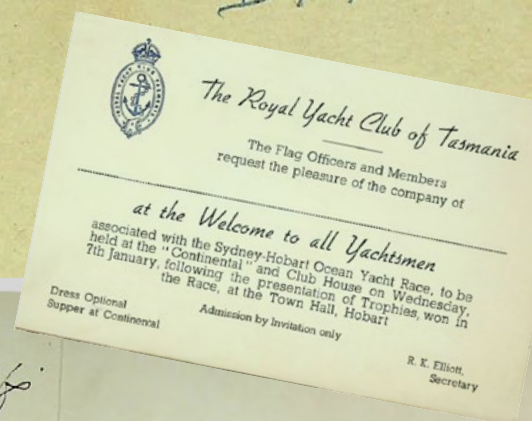 The Royal Yacht Club of Tasmania
The Flag Officers and Members
request the pleasure of the company of
at the Welcome to all Yachtsmen
associated with the Sydney-Hobart Ocean Yacht Race, to be
held at the "Continental" and Club House on Wednesday,
7th January, following the presentation of Trophies, won in
the Race, at the Town Hall, Hobart
Dress Optional
Supper at Continental
Admission by Invitation only
R. K. Elliott,
Secretary